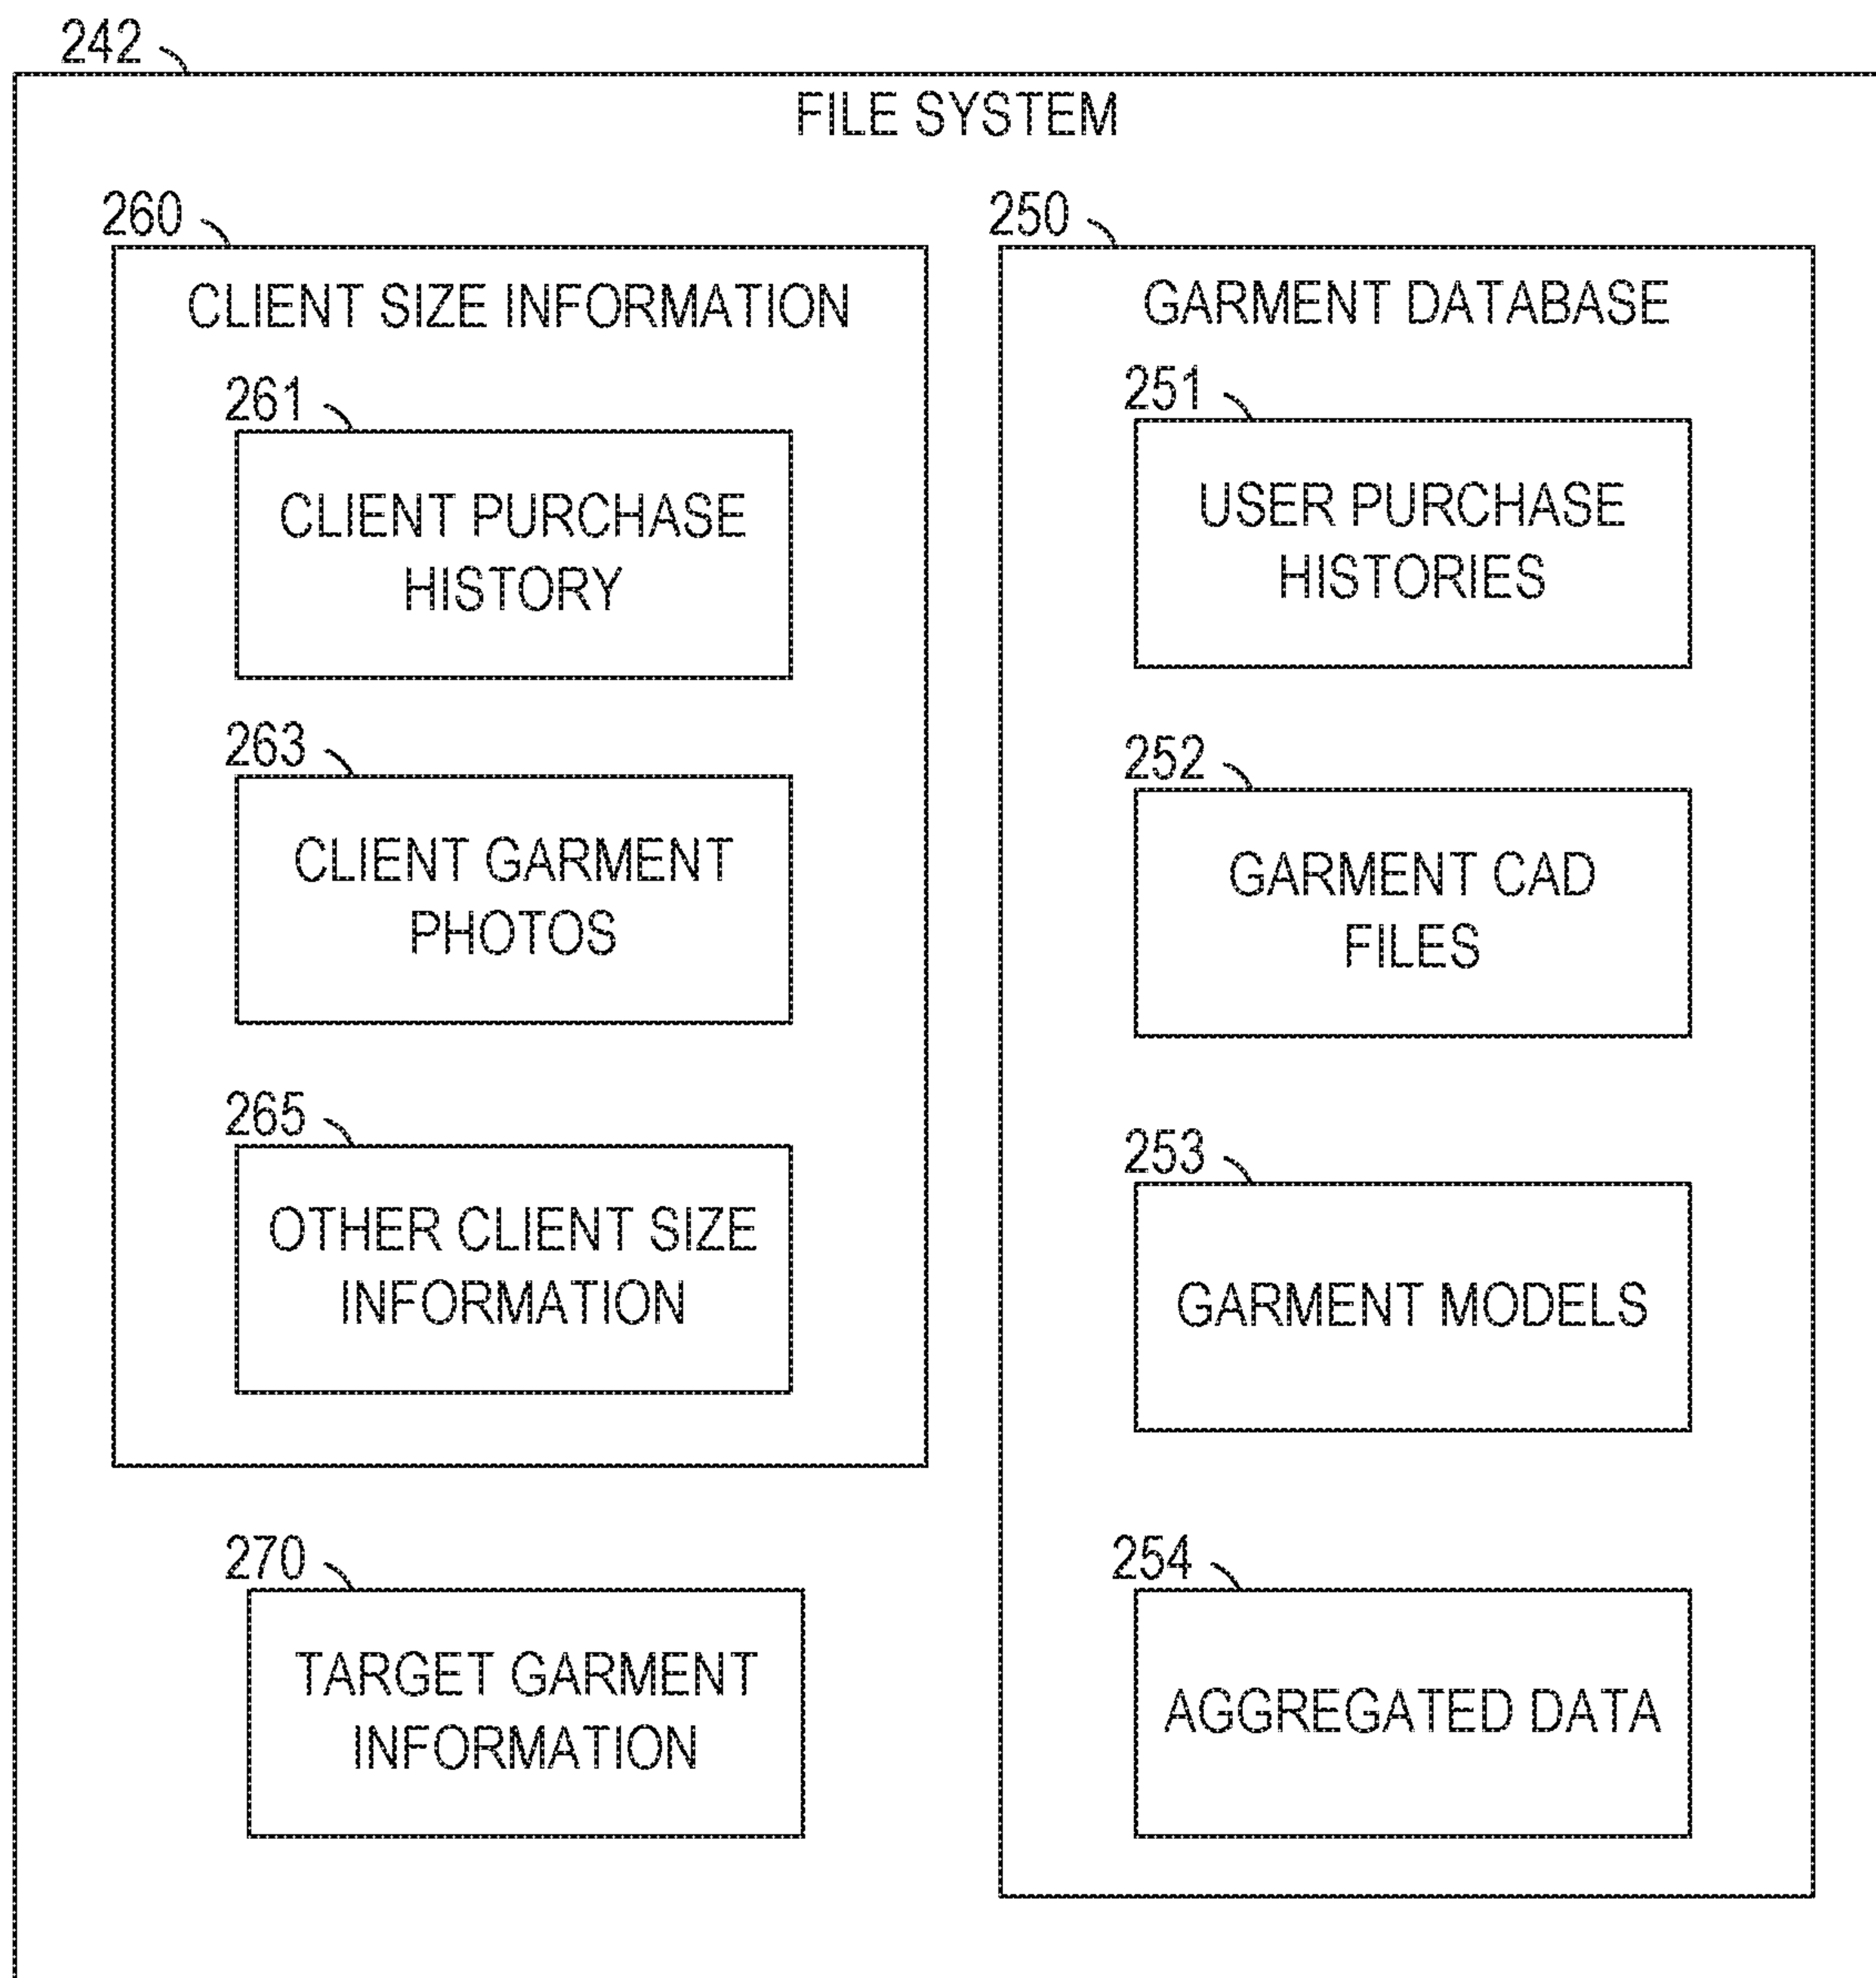 242
FILE SYSTEM
260
CLIENT SIZE INFORMATION
261
CLIENT PURCHASE
HISTORY
263
CLIENT GARMENT
PHOTOS
265
OTHER CLIENT SIZE
INFORMATION
270
TARGET GARMENT
INFORMATION
250
GARMENT DATABASE
251
USER PURCHASE
HISTORIES
252
GARMENT CAD
FILES
253
GARMENT MODELS
254
AGGREGATED DATA